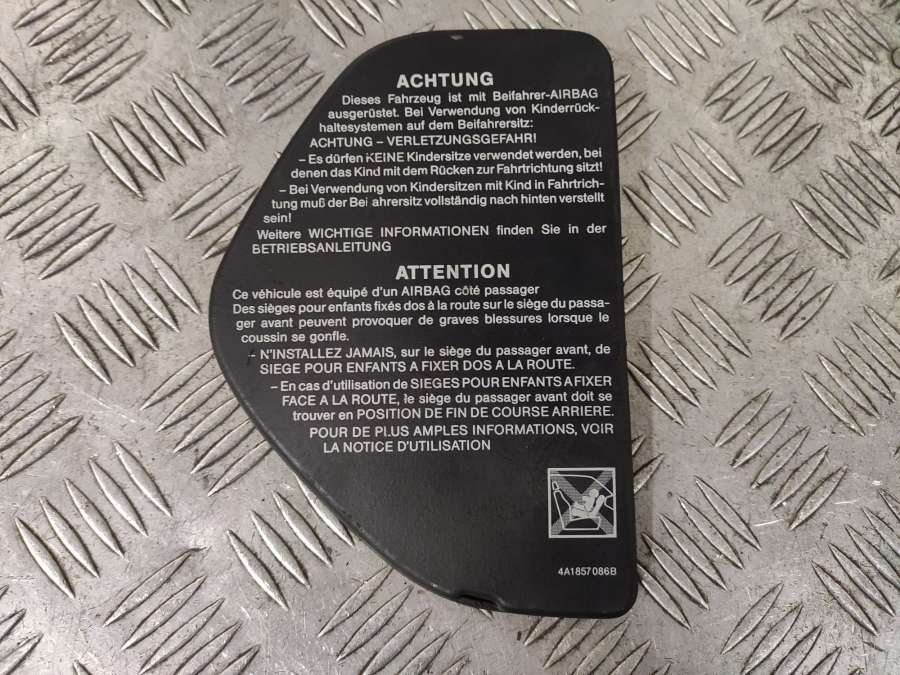 ACHTUNG
Dieses Fahrzeug ist mit Beifahrer-AIRBAG
ausgerüstet. Bei Verwendung von Kinderrück-
haltesystemen auf dem Beifahrersitz:
ACHTUNG – VERLETZUNGSGEFAHR!
– Es dürfen KEINE Kindersitze verwendet werden, bei
denen das Kind mit dem Rücken zur Fahrtrichtung sitzt!
– Bei Verwendung von Kindersitzen mit Kind in Fahrtrich-
tung muß der Bei ahrersitz vollständig nach hinten verstellt
sein!
Weitere WICHTIGE INFORMATIONEN finden Sie in der
BETRIEBSANLEITUNG
ATTENTION
Ce véhicule est équipé d'un AIRBAG côté passager
Des sièges pour enfants fixés dos à la route sur le siège du passa-
ger avant peuvent provoquer de graves blessures lorsque le
coussin se gonfle.
– N'INSTALLEZ JAMAIS, sur le siège du passager avant, de
SIEGE POUR ENFANTS A FIXER DOS A LA ROUTE.
– En cas d'utilisation de SIEGES POUR ENFANTS A FIXER
FACE A LA ROUTE, le siège du passager avant doit se
trouver en POSITION DE FIN DE COURSE ARRIERE.
POUR DE PLUS AMPLES INFORMATIONS, VOIR
LA NOTICE D'UTILISATION
4A1857086B